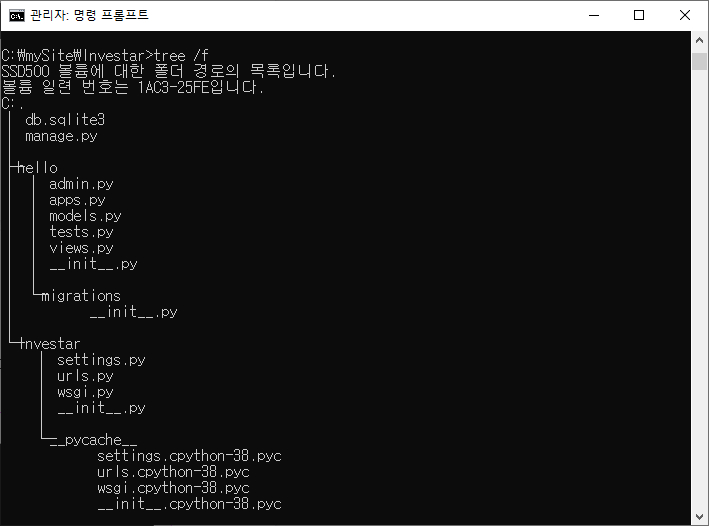 관리자: 명령 프롬프트
C:\mySite\Investar>tree /f
SSD500 볼륨에 대한 폴더 경로의 목록입니다.
볼륨 일련 번호는 1AC3-25FE입니다.
C:.
db.sqlite3
manage.py
hello
admin.py
apps.py
models.py
tests.py
views.py
__init__.py
migrations
__init__.py
Investar
settings.py
urls.py
wsgi.py
__init__.py
__pycache__
settings.cpython-38.pyc
urls.cpython-38.pyc
wsgi.cpython-38.pyc
__init__.cpython-38.pyc